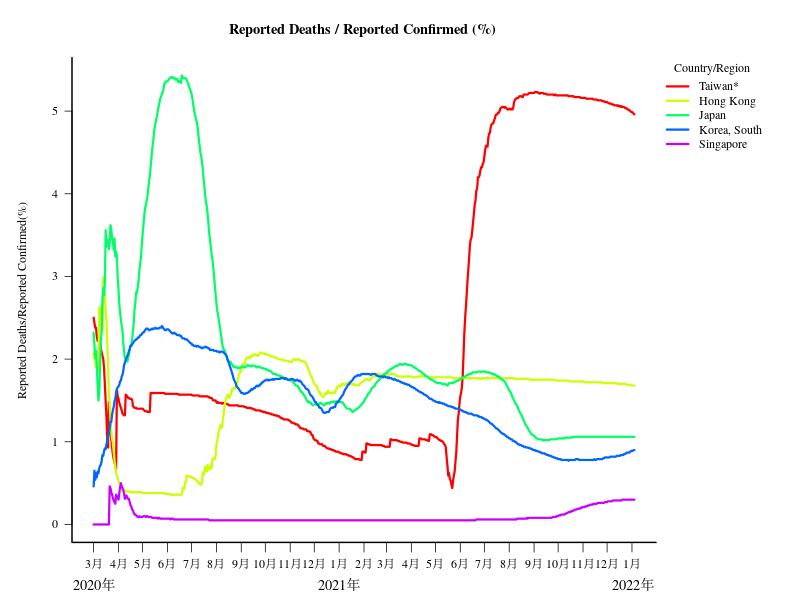 Reported Deaths / Reported Confirmed (%)
Country/Region
Taiwan*
Hong Kong
Japan
Korea, South
Singapore
Reported Deaths/Reported Confirmed(%)
5
4
3
2
1
0
3月 4月 5月 6月 7月 8月 9月 10月 11月 12月 1月 2月 3月 4月 5月 6月 7月 8月 9月 10月 11月 12月 1月
2020年 2021年 2022年